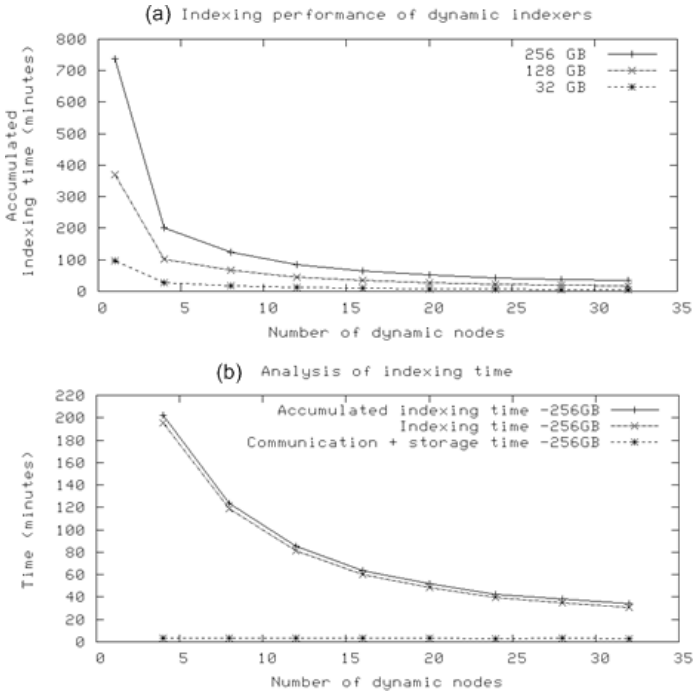 (a) Indexing performance of dynamic indexers
800
700
600
500
400
300
200
100
0
Accumulated
indexing time (minutes)
256 GB
128 GB
32 GB
0 5 10 15 20 25 30 35
Number of dynamic nodes
(b) Analysis of indexing time
220
200
180
160
140
120
100
80
60
40
20
0
Time (minutes)
Accumulated indexing time -256GB
Indexing time -256GB
Communication + storage time -256GB
0 5 10 15 20 25 30 35
Number of dynamic nodes